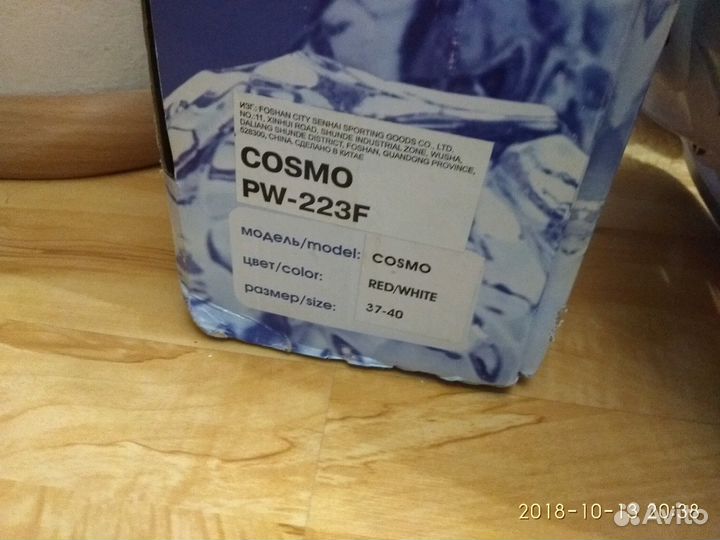 ИЗГ.: FOSHAN CITY SENHAI SPORTING GOODS CO., LTD.
NO.:11, XINHUI ROAD, SHUNDE INDUSTRIAL ZONE, WUSHA,
DALIANG SHUNDE DISTRICT, FOSHAN, GUANDONG PROVINCE,
528300, CHINA, СДЕЛАНО В КИТАЕ
COSMO
PW-223F
модель/model: COSMO
цвет/color: RED/WHITE
размер/size: 37-40
2018-10-13 20:38
Avito